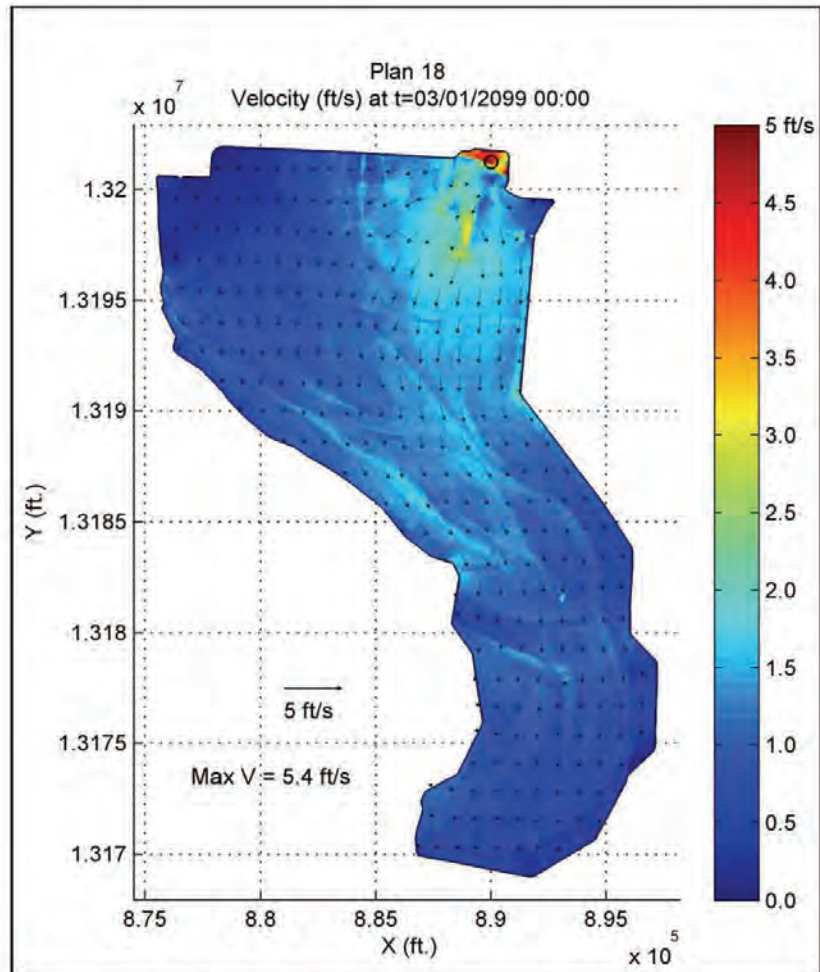 Plan 18
x 10^7
Velocity (ft/s) at t=03/01/2099 00:00
5 ft/s
4.5
4.0
3.5
3.0
2.5
2.0
1.5
1.0
0.5
0.0
1.32
1.3195
1.319
1.3185
1.318
1.3175
1.317
Y (ft.)
5 ft/s
Max V = 5.4 ft/s
8.75
8.8
8.85
8.9
8.95
X (ft.)
x 10^5